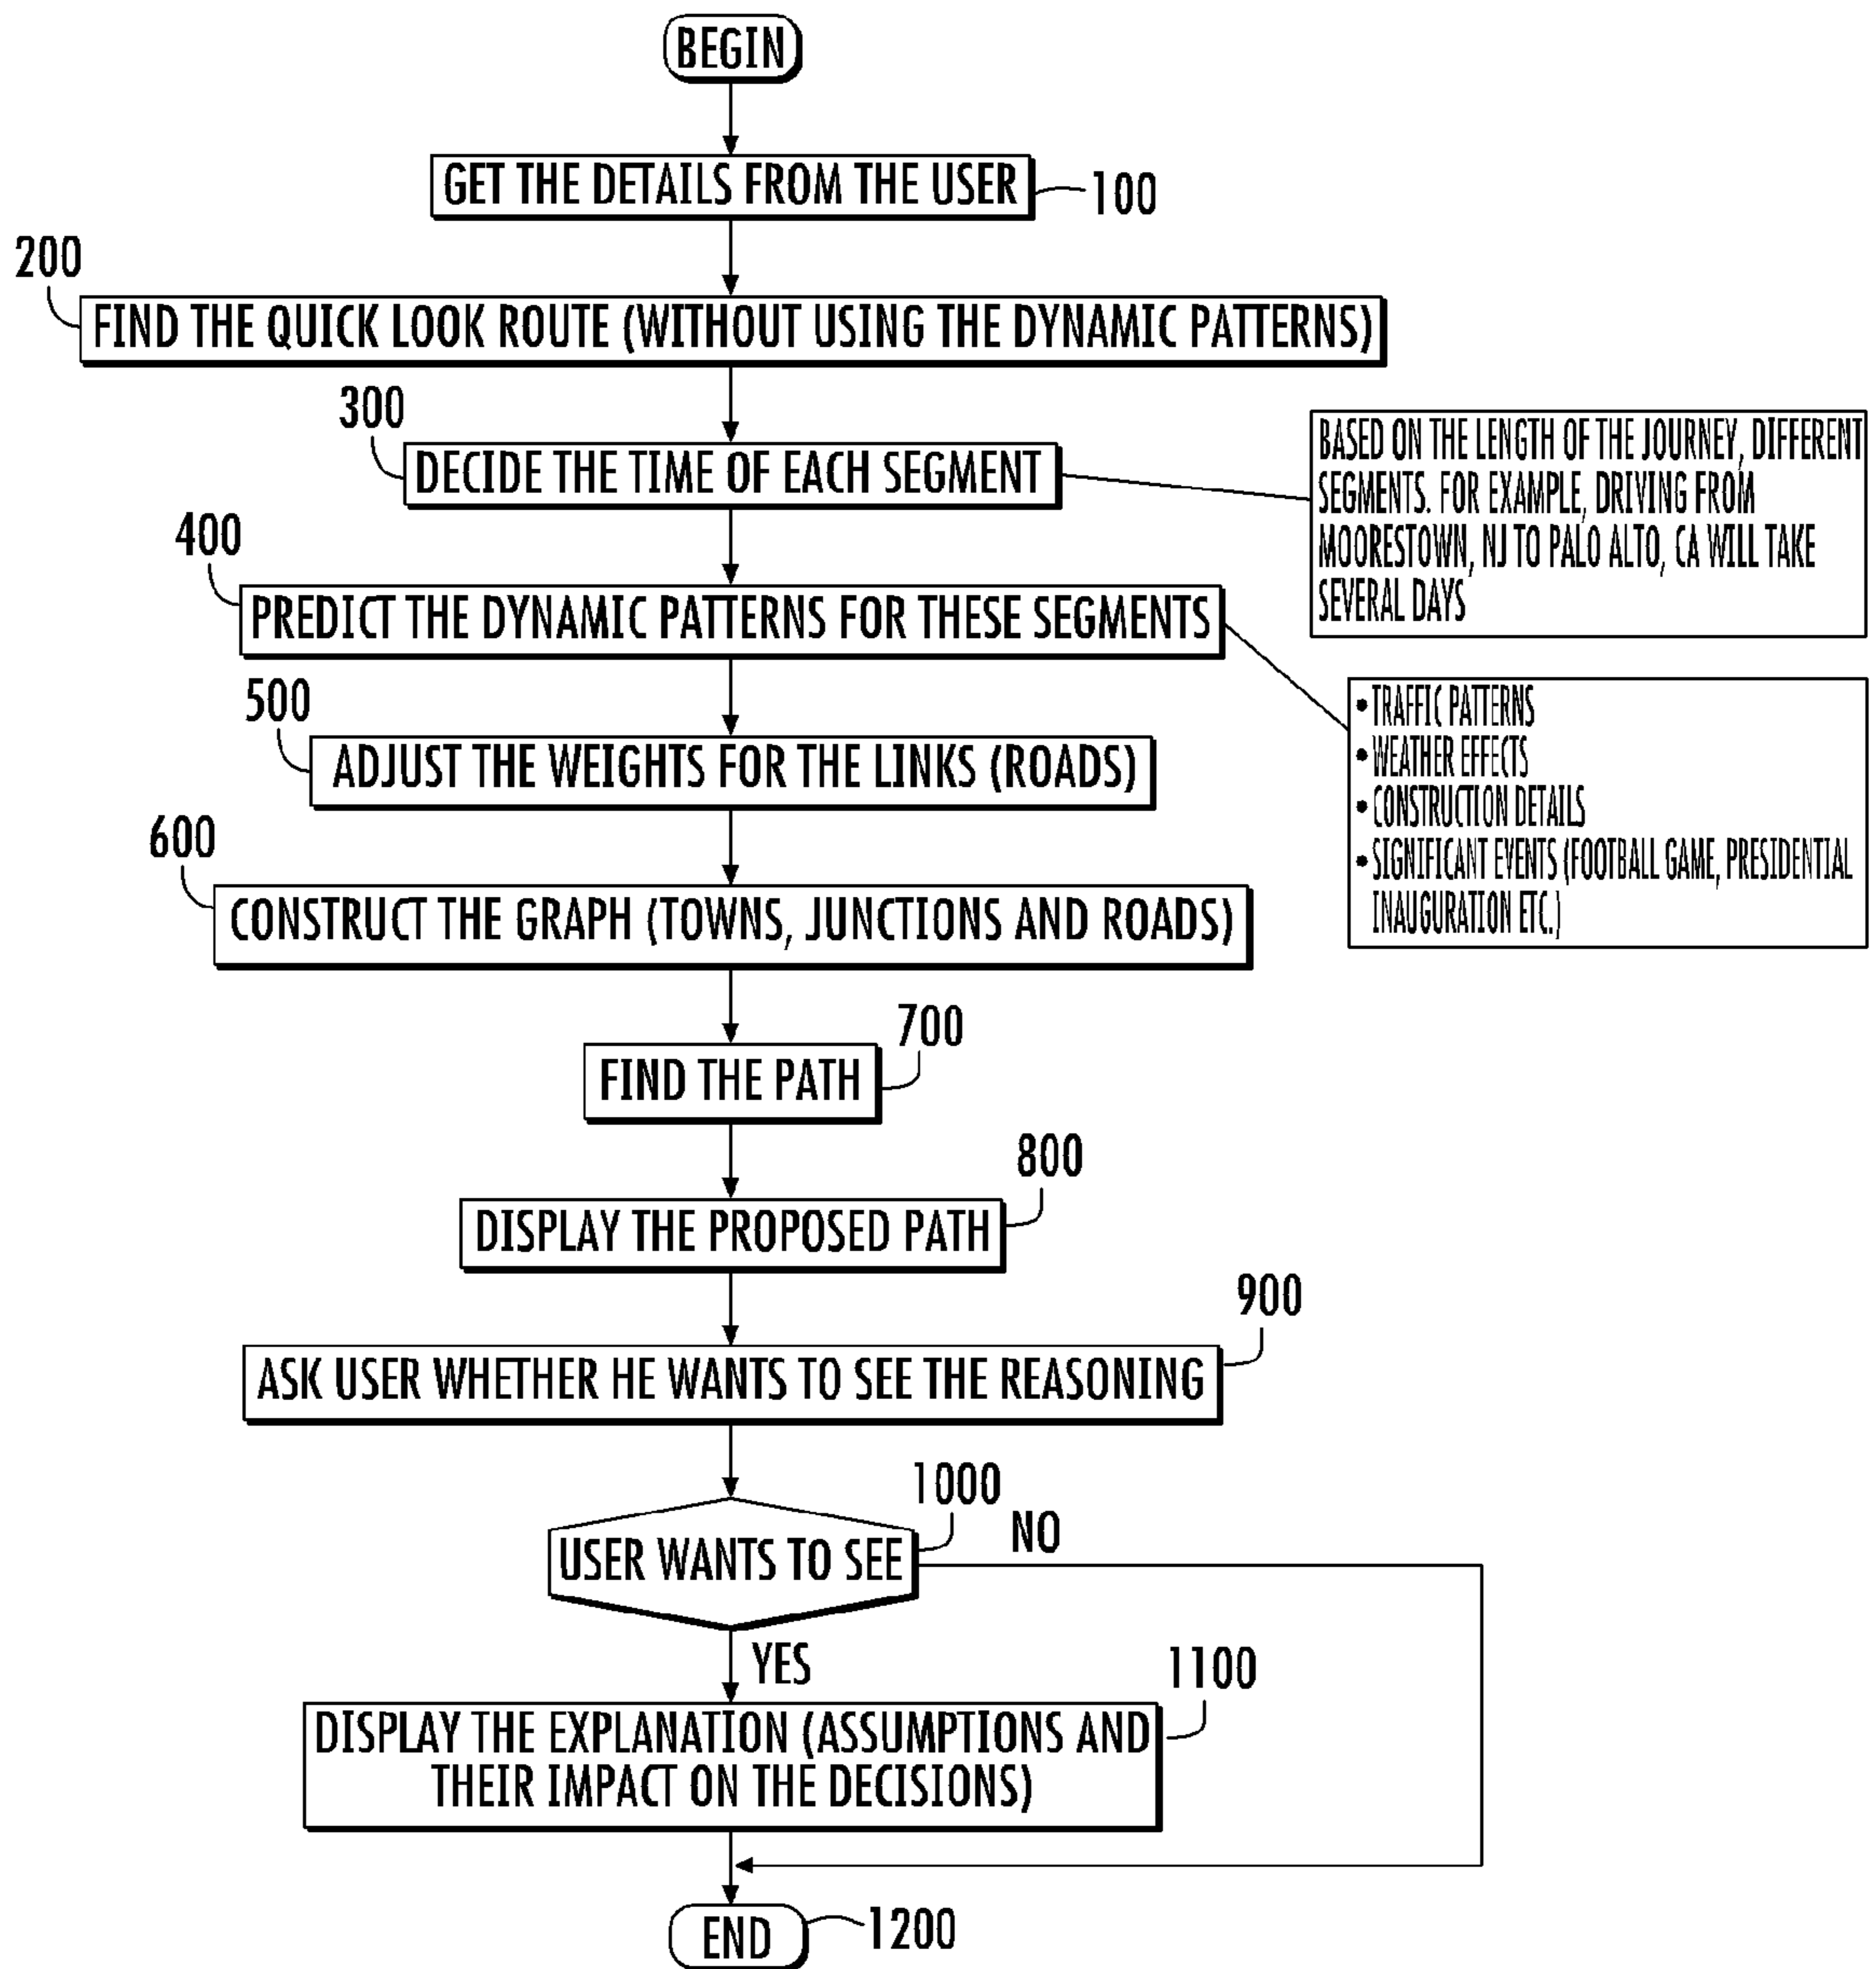 BEGIN
GET THE DETAILS FROM THE USER
100
200
FIND THE QUICK LOOK ROUTE (WITHOUT USING THE DYNAMIC PATTERNS)
300
DECIDE THE TIME OF EACH SEGMENT
BASED ON THE LENGTH OF THE JOURNEY, DIFFERENT
SEGMENTS. FOR EXAMPLE, DRIVING FROM
MOORESTOWN, NJ TO PALO ALTO, CA WILL TAKE
SEVERAL DAYS
400
PREDICT THE DYNAMIC PATTERNS FOR THESE SEGMENTS
• TRAFFIC PATTERNS
• WEATHER EFFECTS
• CONSTRUCTION DETAILS
• SIGNIFICANT EVENTS (FOOTBALL GAME, PRESIDENTIAL
INAUGURATION ETC.)
500
ADJUST THE WEIGHTS FOR THE LINKS (ROADS)
600
CONSTRUCT THE GRAPH (TOWNS, JUNCTIONS AND ROADS)
700
FIND THE PATH
800
DISPLAY THE PROPOSED PATH
900
ASK USER WHETHER HE WANTS TO SEE THE REASONING
1000
USER WANTS TO SEE
NO
YES
1100
DISPLAY THE EXPLANATION (ASSUMPTIONS AND
THEIR IMPACT ON THE DECISIONS)
END
1200